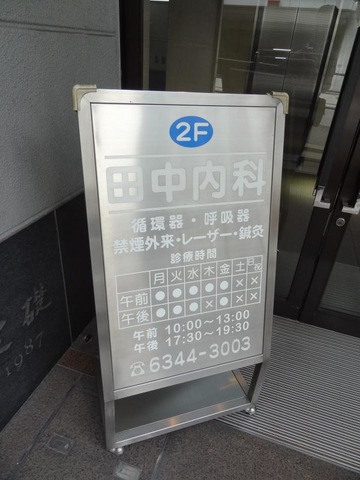 2F
田中内科
循環器・呼吸器
禁煙外来・レーザー・鍼灸
診療時間
月火水木金土日祝
午前 ●●●●●××
午後 ●●●×●××
午前 10:00〜13:00
午後 17:30〜19:30
☎6344-3003
雄
1987